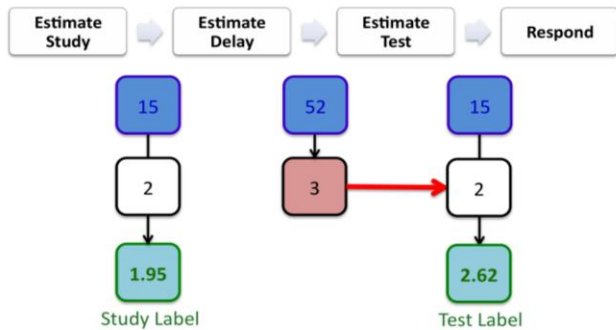 Estimate
Study
Estimate
Delay
Estimate
Test
Respond
15
52
15
2
3
2
1.95
2.62
Study Label
Test Label